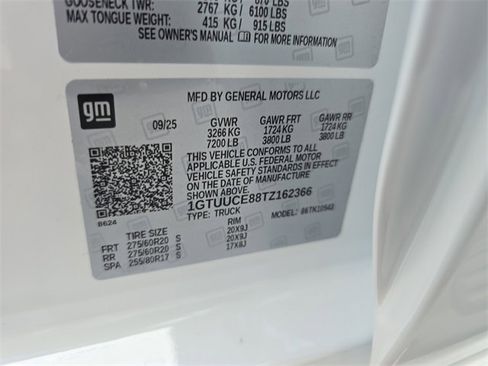 GOOSENECK TWR: 2767 KG / 6100 LBS
MAX TONGUE WEIGHT: 415 KG / 915 LBS
SEE OWNER'S MANUAL FOR MORE INFORMATION.
gm
MFD BY GENERAL MOTORS LLC
09/25 GVWR GAWR FRT GAWR RR
3266 KG 1724 KG 1724 KG
7200 LB 3800 LB 3800 LB
THIS VEHICLE CONFORMS TO ALL
APPLICABLE U.S. FEDERAL MOTOR
VEHICLE SAFETY STANDARDS IN EFFECT
ON THE DATE OF MANUFACTURE
SHOWN ABOVE.
1GTUUCE88TZ162366
TYPE: TRUCK MODEL:
B624
TIRE SIZE RIM
FRT 275/60R20 S 20X9J
RR 275/60R20 S 20X9J
SPA 255/80R17 S 17X8J